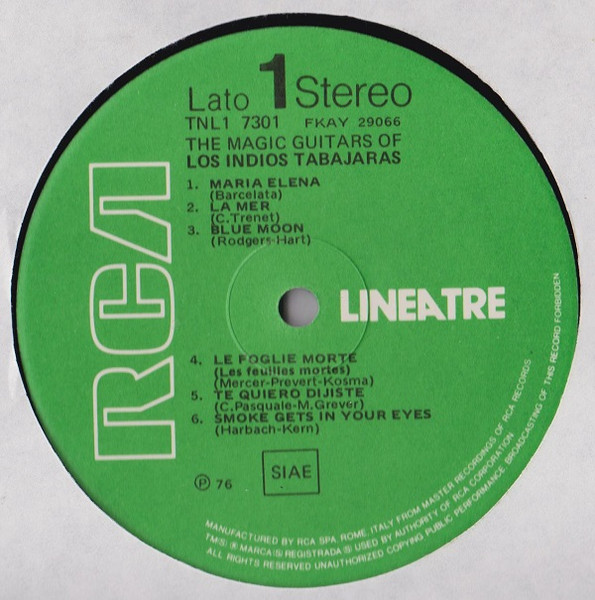 Lato 1 Stereo
TNL1 7301 FKAY 29066
THE MAGIC GUITARS OF
LOS INDIOS TABAJARAS
1. MARIA ELENA
(Barcelata)
2. LA MER
(C.Trenet)
3. BLUE MOON
(Rodgers-Hart)
RCA
LINEATRE
4. LE FOGLIE MORTE
(Les feuilles mortes)
(Mercer-Prevert-Kosma)
5. TE QUIERO DIJISTE
(C.Pasquale-M.Grever)
6. SMOKE GETS IN YOUR EYES
(Harbach-Kern)
Ⓟ 76
SIAE
MANUFACTURED BY RCA SPA, ROME, ITALY FROM MASTER RECORDINGS OF RCA RECORDS
TM(S) ® MARCA(S) REGISTRADA(S) USED BY AUTHORITY OF RCA CORPORATION
ALL RIGHTS RESERVED UNAUTHORIZED COPYING PUBLIC PERFORMANCE BROADCASTING OF THIS RECORD FORBIDDEN